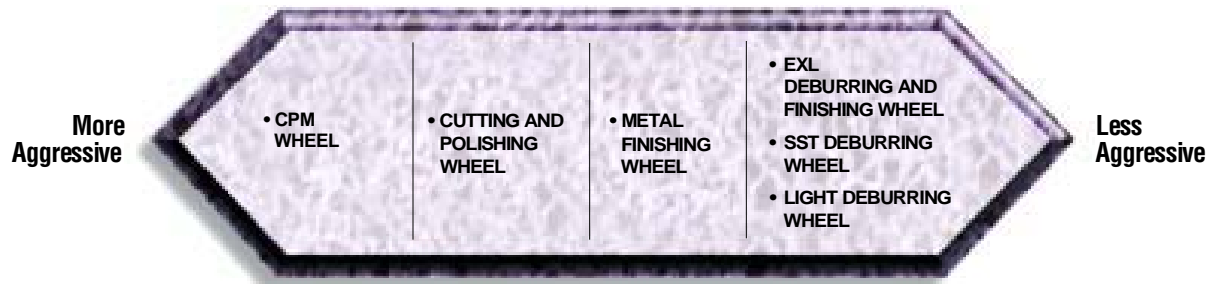 More
Aggressive
• CPM
WHEEL
• CUTTING AND
POLISHING
WHEEL
• METAL
FINISHING
WHEEL
• EXL
DEBURRING AND
FINISHING WHEEL
• SST DEBURRING
WHEEL
• LIGHT DEBURRING
WHEEL
Less
Aggressive